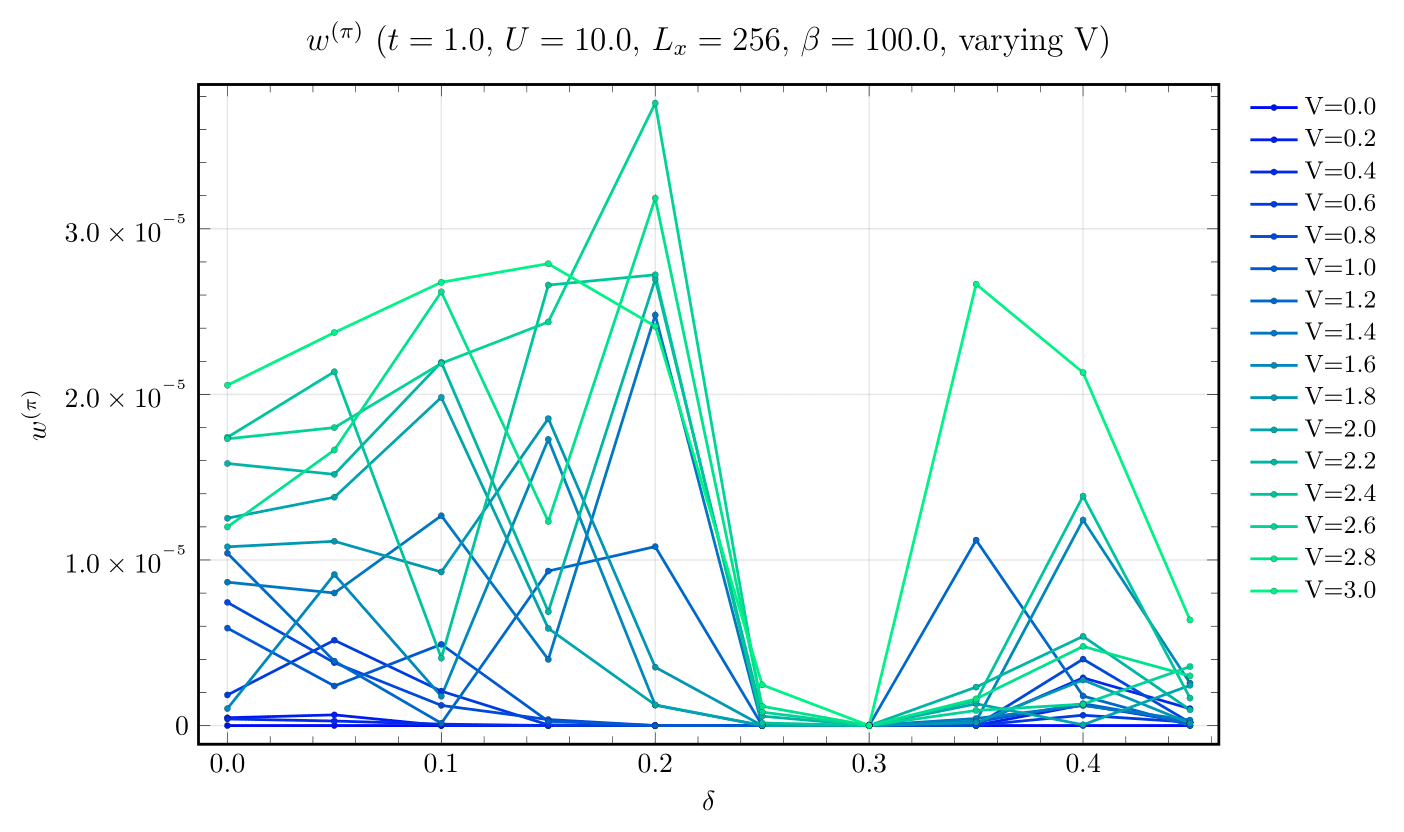 w^(π) (t = 1.0, U = 10.0, L_x = 256, β = 100.0, varying V)
w^(π)
3.0 × 10^−5
2.0 × 10^−5
1.0 × 10^−5
0
0.0 0.1 0.2 0.3 0.4
δ
V=0.0
V=0.2
V=0.4
V=0.6
V=0.8
V=1.0
V=1.2
V=1.4
V=1.6
V=1.8
V=2.0
V=2.2
V=2.4
V=2.6
V=2.8
V=3.0